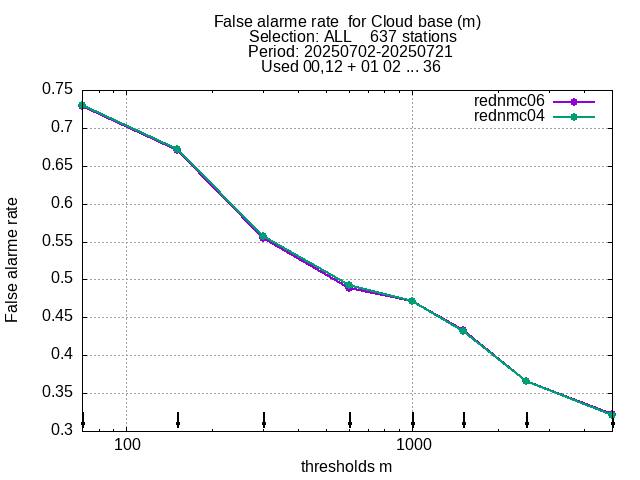 False alarme rate  for Cloud base (m)
Selection: ALL    637 stations
Period: 20250702-20250721
Used 00,12 + 01 02 ... 36
rednmc06
rednmc04
0.75
0.7
0.65
0.6
0.55
0.5
0.45
0.4
0.35
0.3
False alarme rate
100
1000
thresholds m